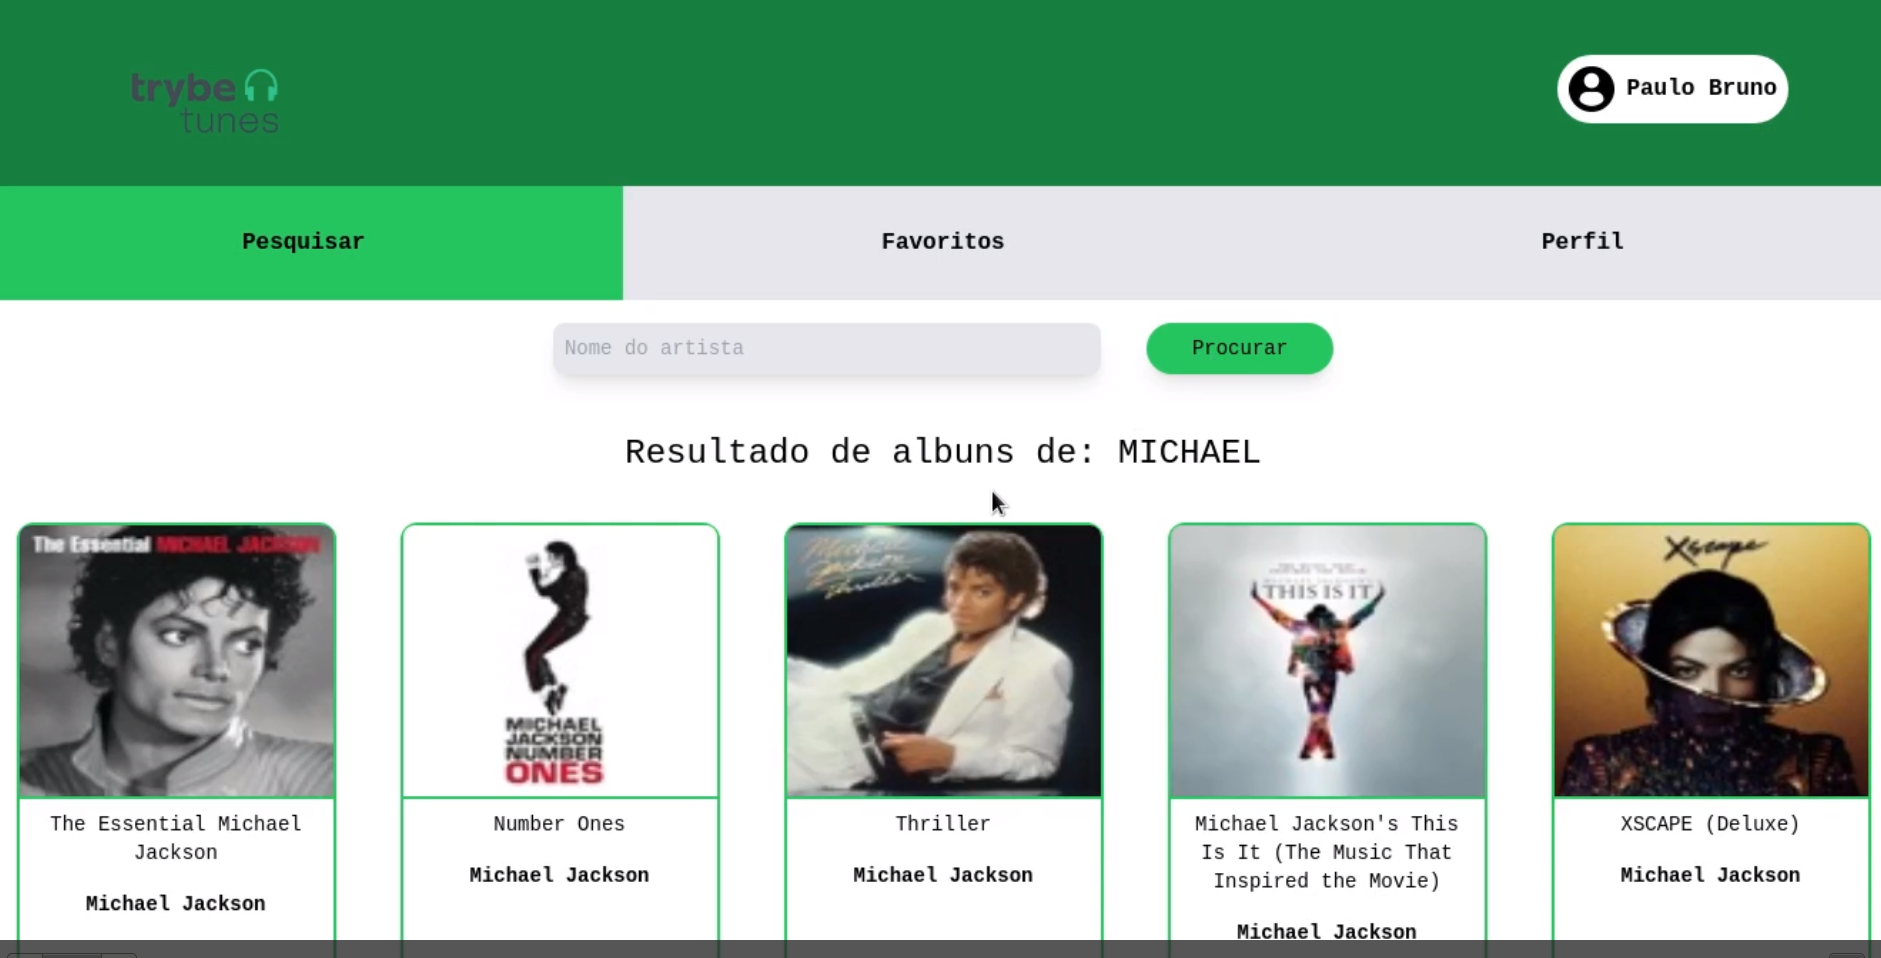 trybe
tunes
Paulo Bruno
Pesquisar
Favoritos
Perfil
Nome do artista
Procurar
Resultado de albuns de: MICHAEL
The Essential MICHAEL JACKSON
MICHAEL
JACKSON
NUMBER
ONES
Michael
Jackson
Thriller
THIS IS IT
Xscape
The Essential Michael
Jackson
Michael Jackson
Number Ones
Michael Jackson
Thriller
Michael Jackson
Michael Jackson's This
Is It (The Music That
Inspired the Movie)
Michael Jackson
XSCAPE (Deluxe)
Michael Jackson